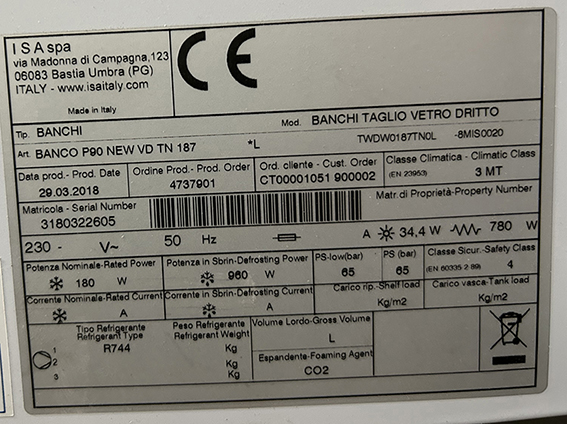 I S A spa
via Madonna di Campagna,123
06083 Bastia Umbra (PG)
ITALY - www.isaitaly.com
Made in Italy
CE
Tip. BANCHI
Mod. BANCHI TAGLIO VETRO DRITTO
Art. BANCO P90 NEW VD TN 187 *L TWDW0187TN0L -8MIS0020
Data prod.- Prod. Date Ordine Prod.- Prod. Order Ord. cliente - Cust. Order Classe Climatica - Climatic Class
29.03.2018 4737901 CT00001051 900002 (EN 23953) 3 MT
Matricola - Serial Number Matr. di Proprietà-Property Number
3180322605
230 - V~ 50 Hz A 34,4 W 780 W
Potenza Nominale-Rated Power Potenza in Sbrin-Defrosting Power PS-low(bar) PS (bar) Classe Sicur.-Safety Class
180 W 960 W 65 65 (EN 60335 2 89) 4
Corrente Nominale-Rated Current Corrente in Sbrin-Defrosting Current Carico rip.-Shelf load Carico vasca-Tank load
A A Kg/m2 Kg/m2
Tipo Refrigerante Peso Refrigerante Volume Lordo-Gross Volume
Refrigerant Type Refrigerant Weight
1 R744 Kg L
2 Kg Espandente-Foaming Agent
3 Kg CO2